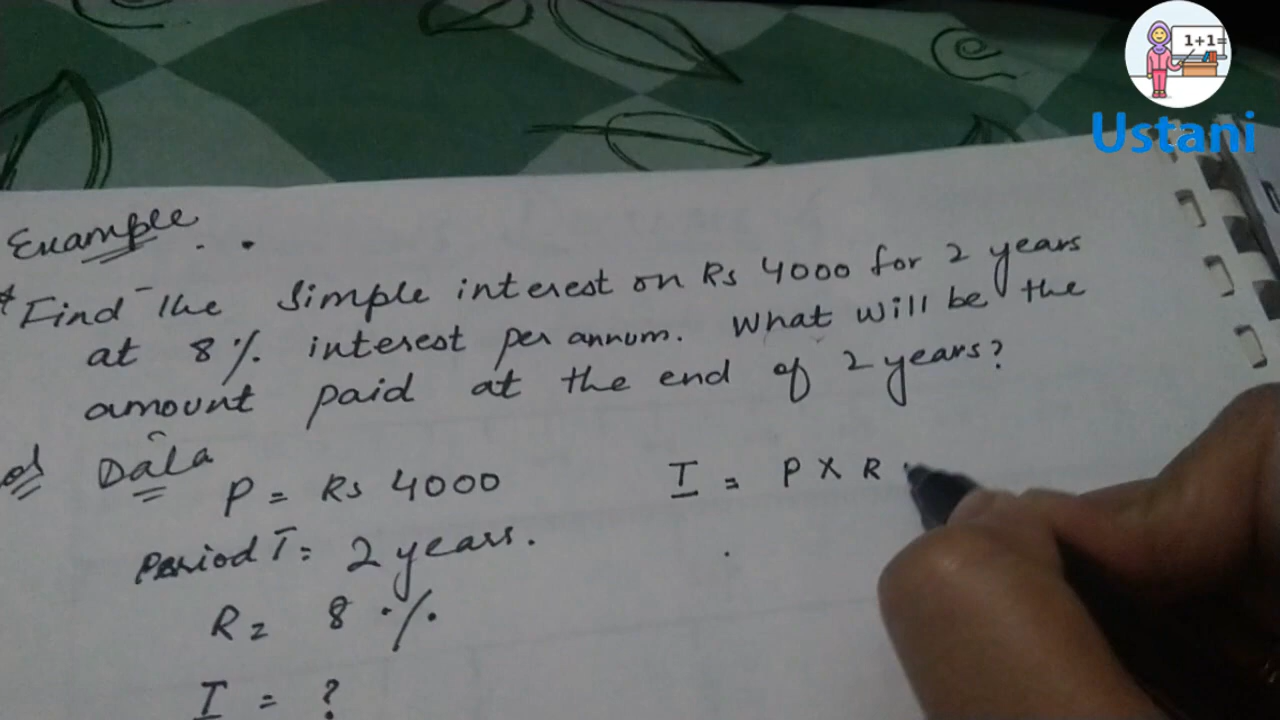 1+1=
Ustani
Example
Find the Simple interest on Rs 4000 for 2 years
at 8% interest per annum. What will be the
amount paid at the end of 2 years?
Data
P = Rs 4000
I = P X R
Period T = 2 years.
R = 8 %
I = ?